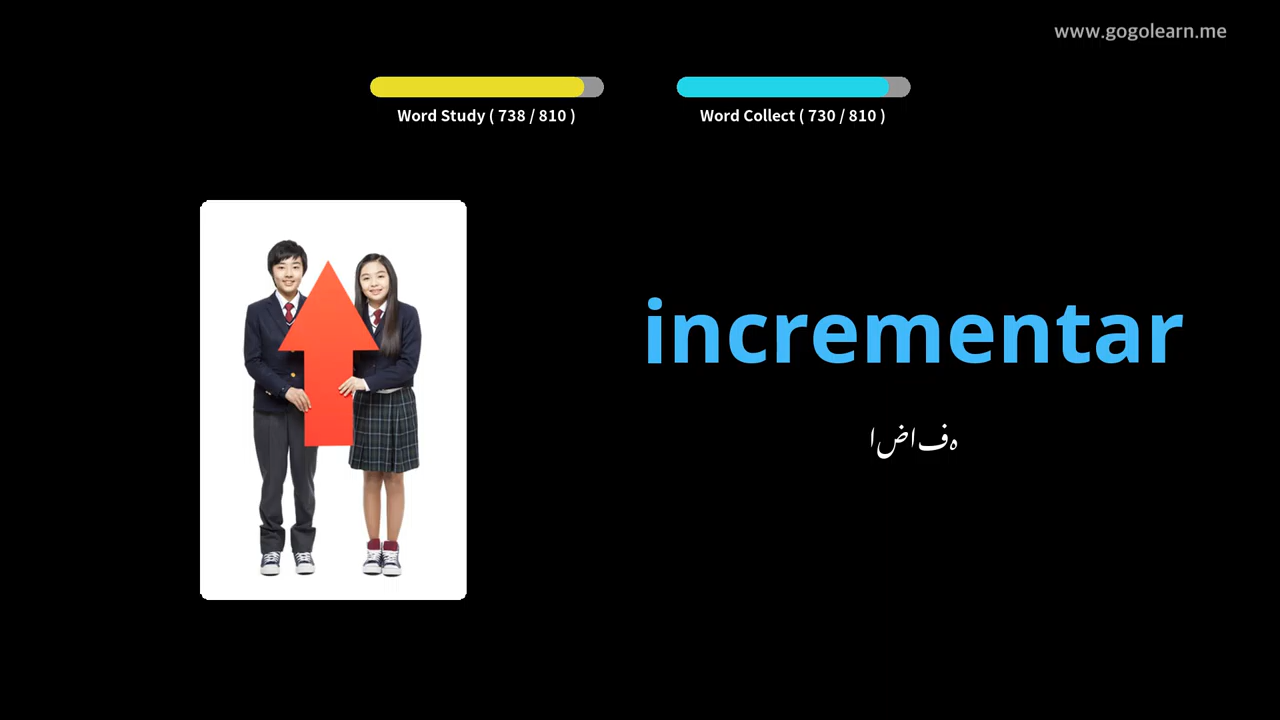 www.gogolearn.me
Word Study ( 738 / 810 )
Word Collect ( 730 / 810 )
incrementar
اضافہ